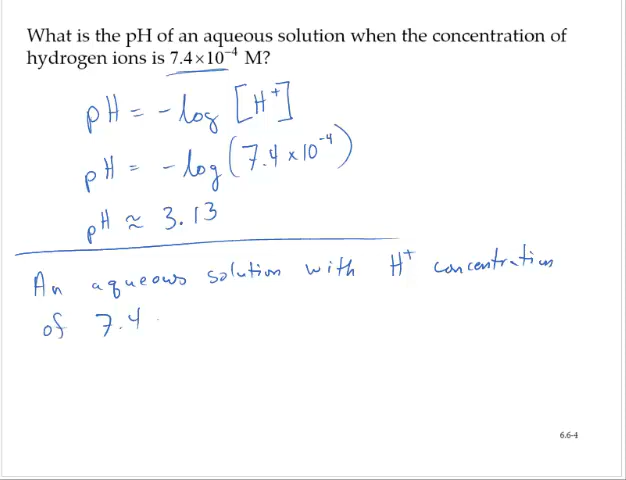 What is the pH of an aqueous solution when the concentration of
hydrogen ions is 7.4×10⁻⁴ M?
pH = -log [H⁺]
pH = -log(7.4 × 10⁻⁴)
pH ≈ 3.13
An aqueous solution with H⁺ concentration
of 7.4
6.6-4